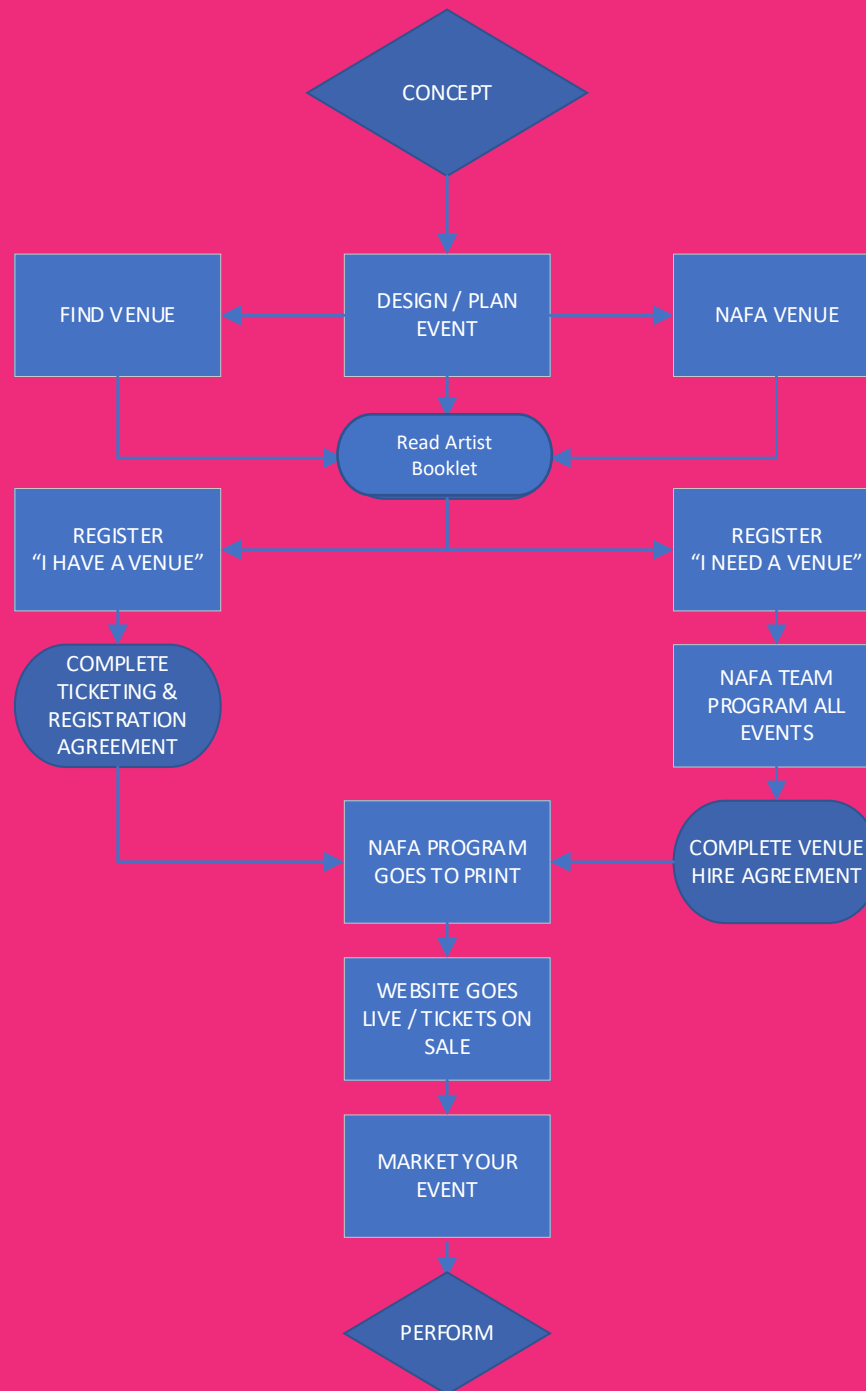 CONCEPT
FIND VENUE
DESIGN / PLAN
EVENT
NAFA VENUE
Read Artist
Booklet
REGISTER
“I HAVE A VENUE”
REGISTER
“I NEED A VENUE”
COMPLETE
TICKETING &
REGISTRATION
AGREEMENT
NAFA TEAM
PROGRAM ALL
EVENTS
NAFA PROGRAM
GOES TO PRINT
COMPLETE VENUE
HIRE AGREEMENT
WEBSITE GOES
LIVE / TICKETS ON
SALE
MARKET YOUR
EVENT
PERFORM